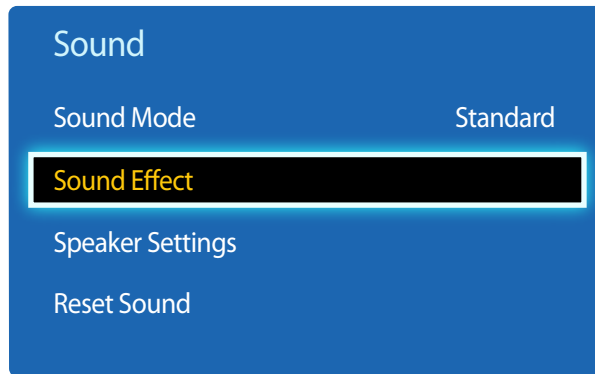 Sound
Sound Mode Standard
Sound Effect
Speaker Settings
Reset Sound